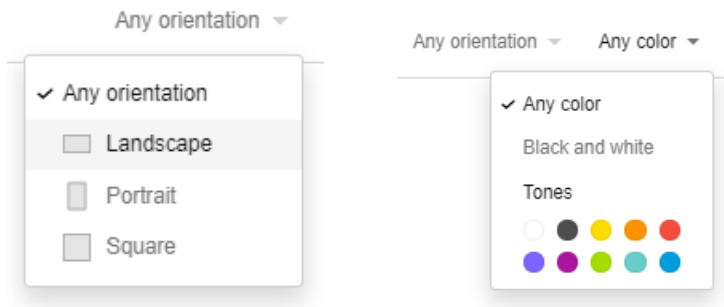 Any orientation
Any orientation
Landscape
Portrait
Square
Any orientation Any color
Any color
Black and white
Tones